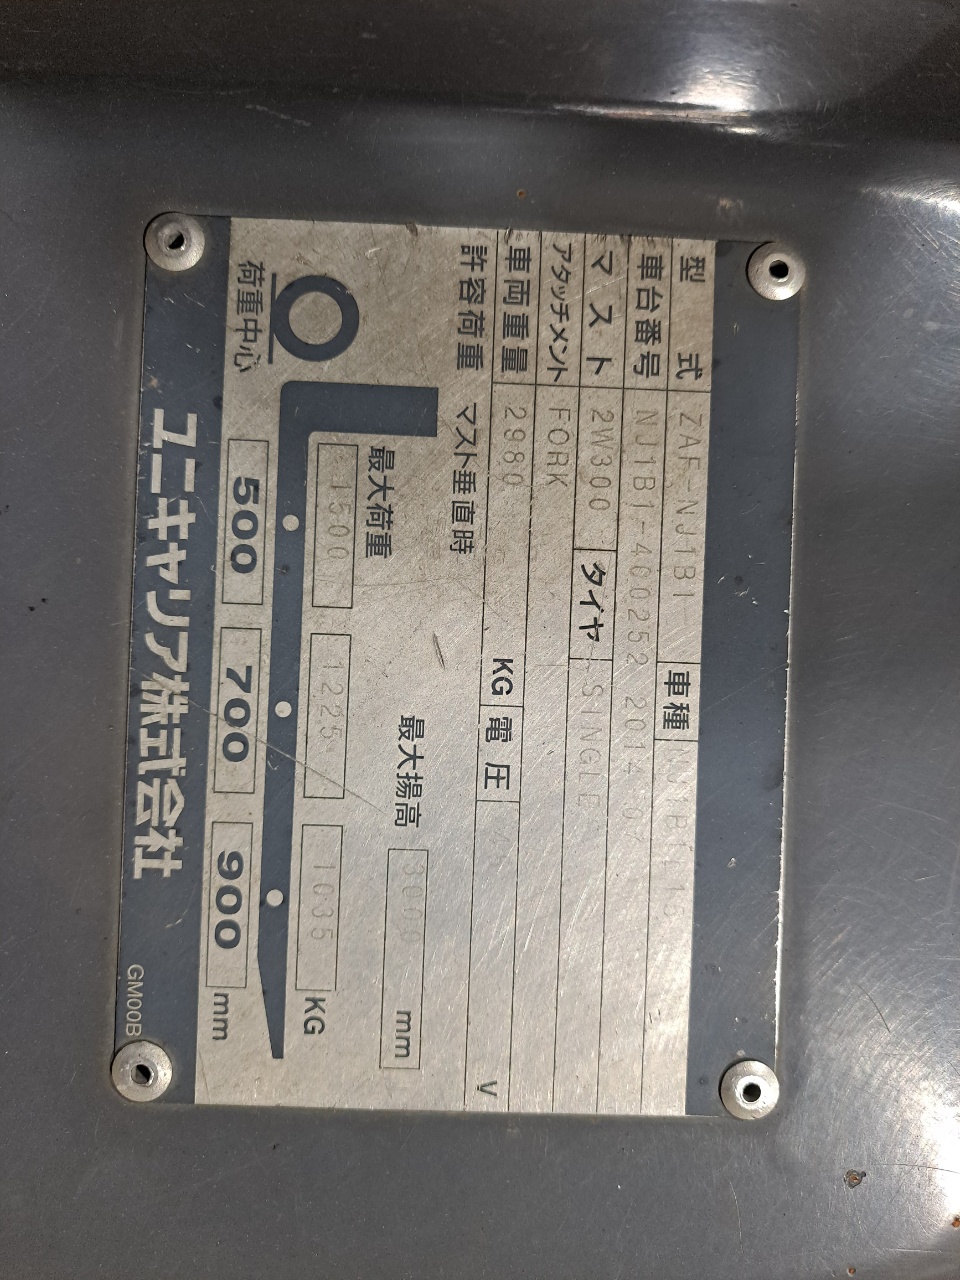 型式 ZAF-NJ1B1 車種
車台番号 NJ1B1-400252 2014 07
マスト 2W300 タイヤ SINGLE
アタッチメント FORK
車両重量 2980 KG 電圧 V
許容荷重 マスト垂直時
最大揚高 3000 mm
最大荷重
1500 1225 1035 KG
荷重中心 500 700 900 mm
ユニキャリア株式会社
GM00B